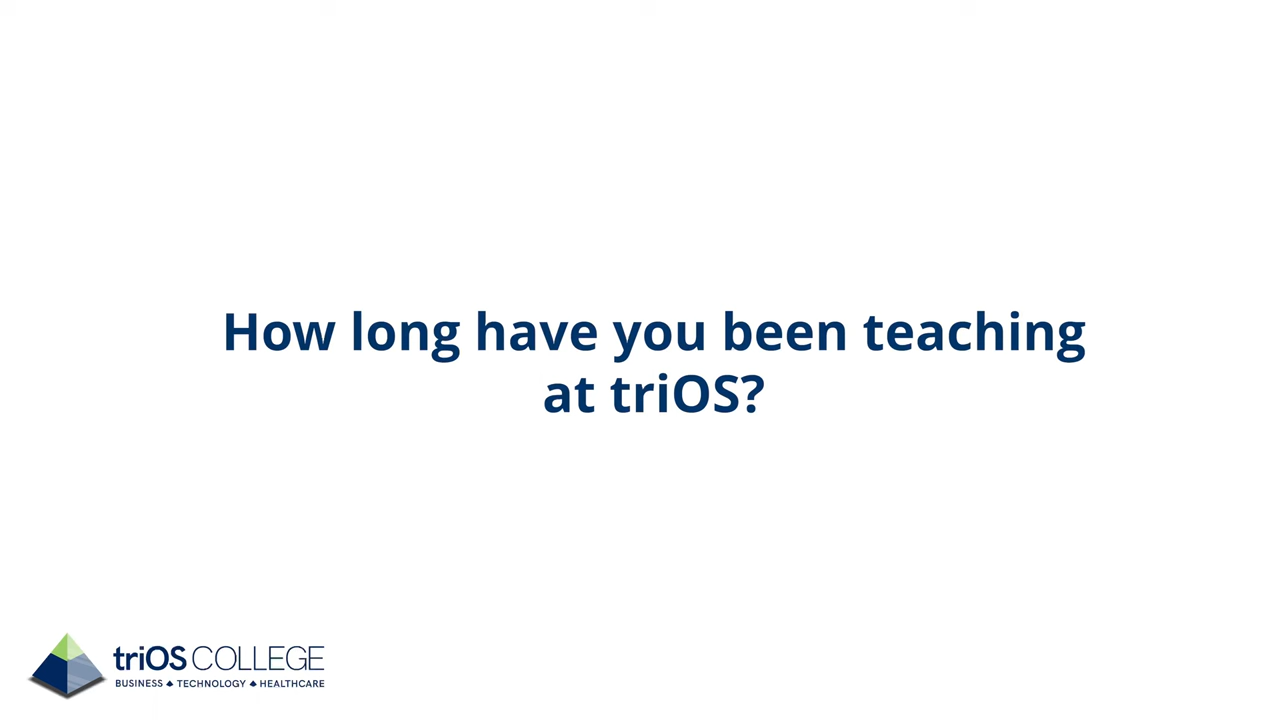 How long have you been teaching
at triOS?
triOS COLLEGE
BUSINESS ♠ TECHNOLOGY ♠ HEALTHCARE